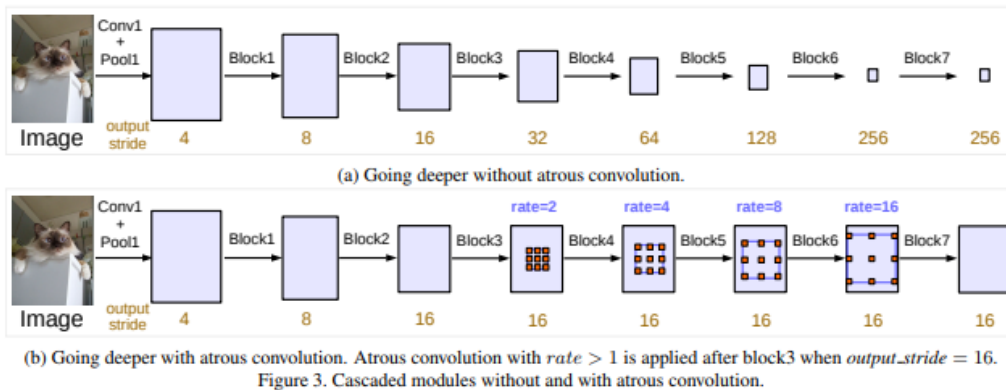 Conv1
+
Pool1
Block1
Block2
Block3
Block4
Block5
Block6
Block7
Image
output
stride
4
8
16
32
64
128
256
256
(a) Going deeper without atrous convolution.
rate=2
rate=4
rate=8
rate=16
Conv1
+
Pool1
Block1
Block2
Block3
Block4
Block5
Block6
Block7
Image
output
stride
4
8
16
16
16
16
16
16
(b) Going deeper with atrous convolution. Atrous convolution with rate > 1 is applied after block3 when output_stride = 16.
Figure 3. Cascaded modules without and with atrous convolution.